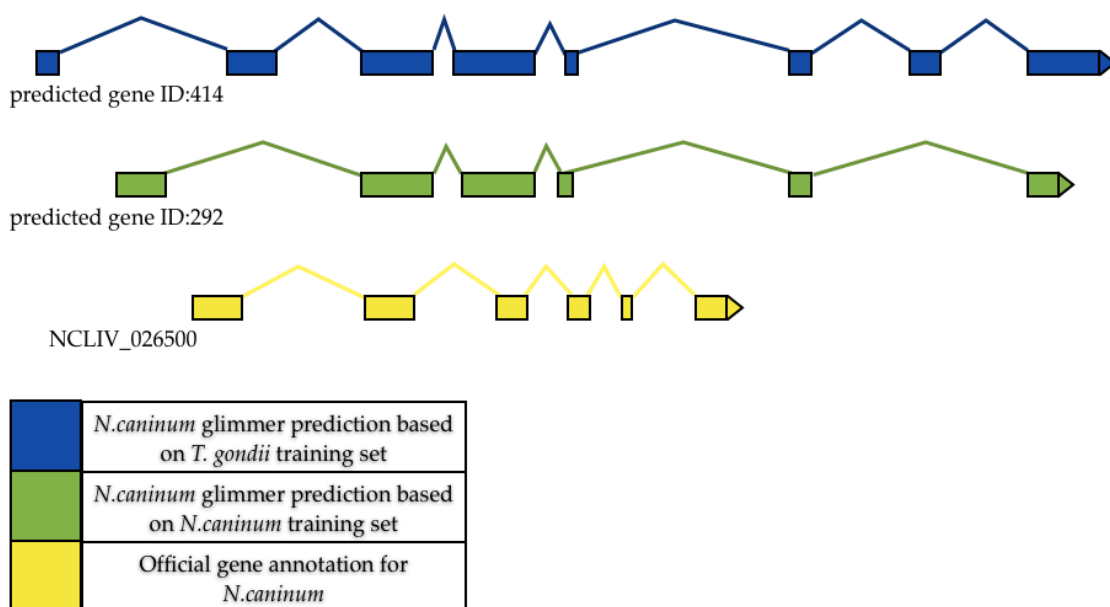 predicted gene ID:414
predicted gene ID:292
NCLIV_026500
N.caninum glimmer prediction based
on T. gondii training set
N.caninum glimmer prediction based
on N.caninum training set
Official gene annotation for
N.caninum